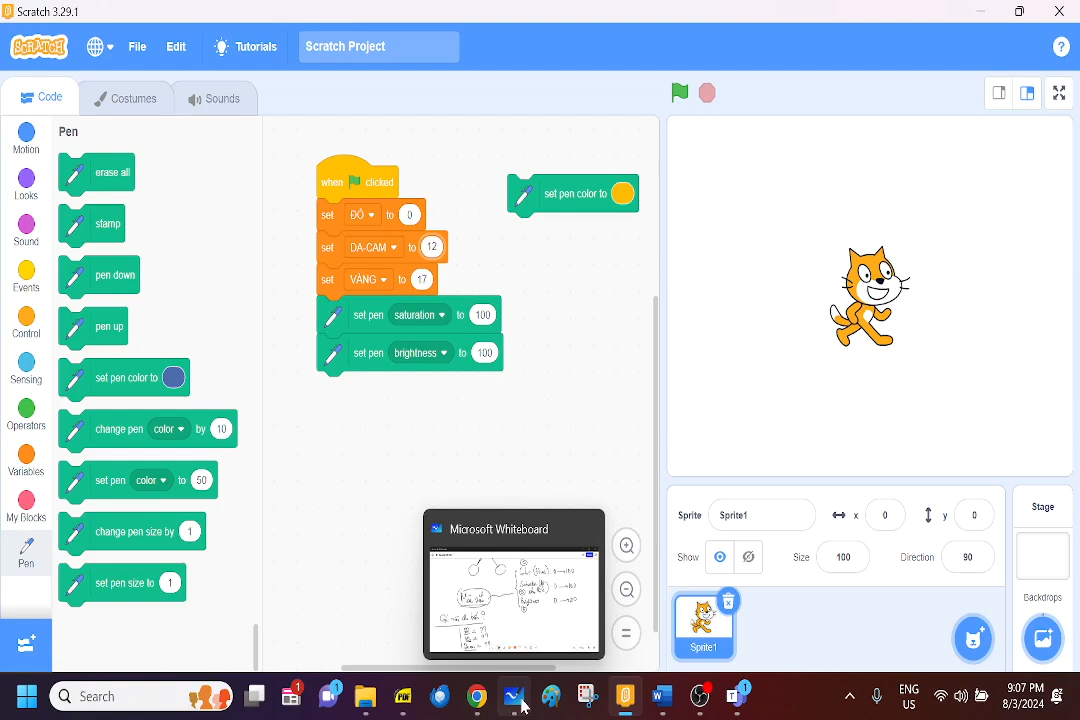 Scratch 3.29.1
SCRATCH
File
Edit
Tutorials
Scratch Project
?
Code
Costumes
Sounds
Motion
Looks
Sound
Events
Control
Sensing
Operators
Variables
My Blocks
Pen
Pen
erase all
stamp
pen down
pen up
set pen color to
change pen color by 10
set pen color to 50
change pen size by 1
set pen size to 1
when clicked
set ĐỎ to 0
set DA-CAM to 12
set VÀNG to 17
set pen saturation to 100
set pen brightness to 100
set pen color to
Microsoft Whiteboard
Sprite Sprite1 x 0 y 0
Show Size 100 Direction 90
Sprite1
Stage
Backdrops
Search
1
1
PDF
1
ENG
US
9:07 PM
8/3/2024